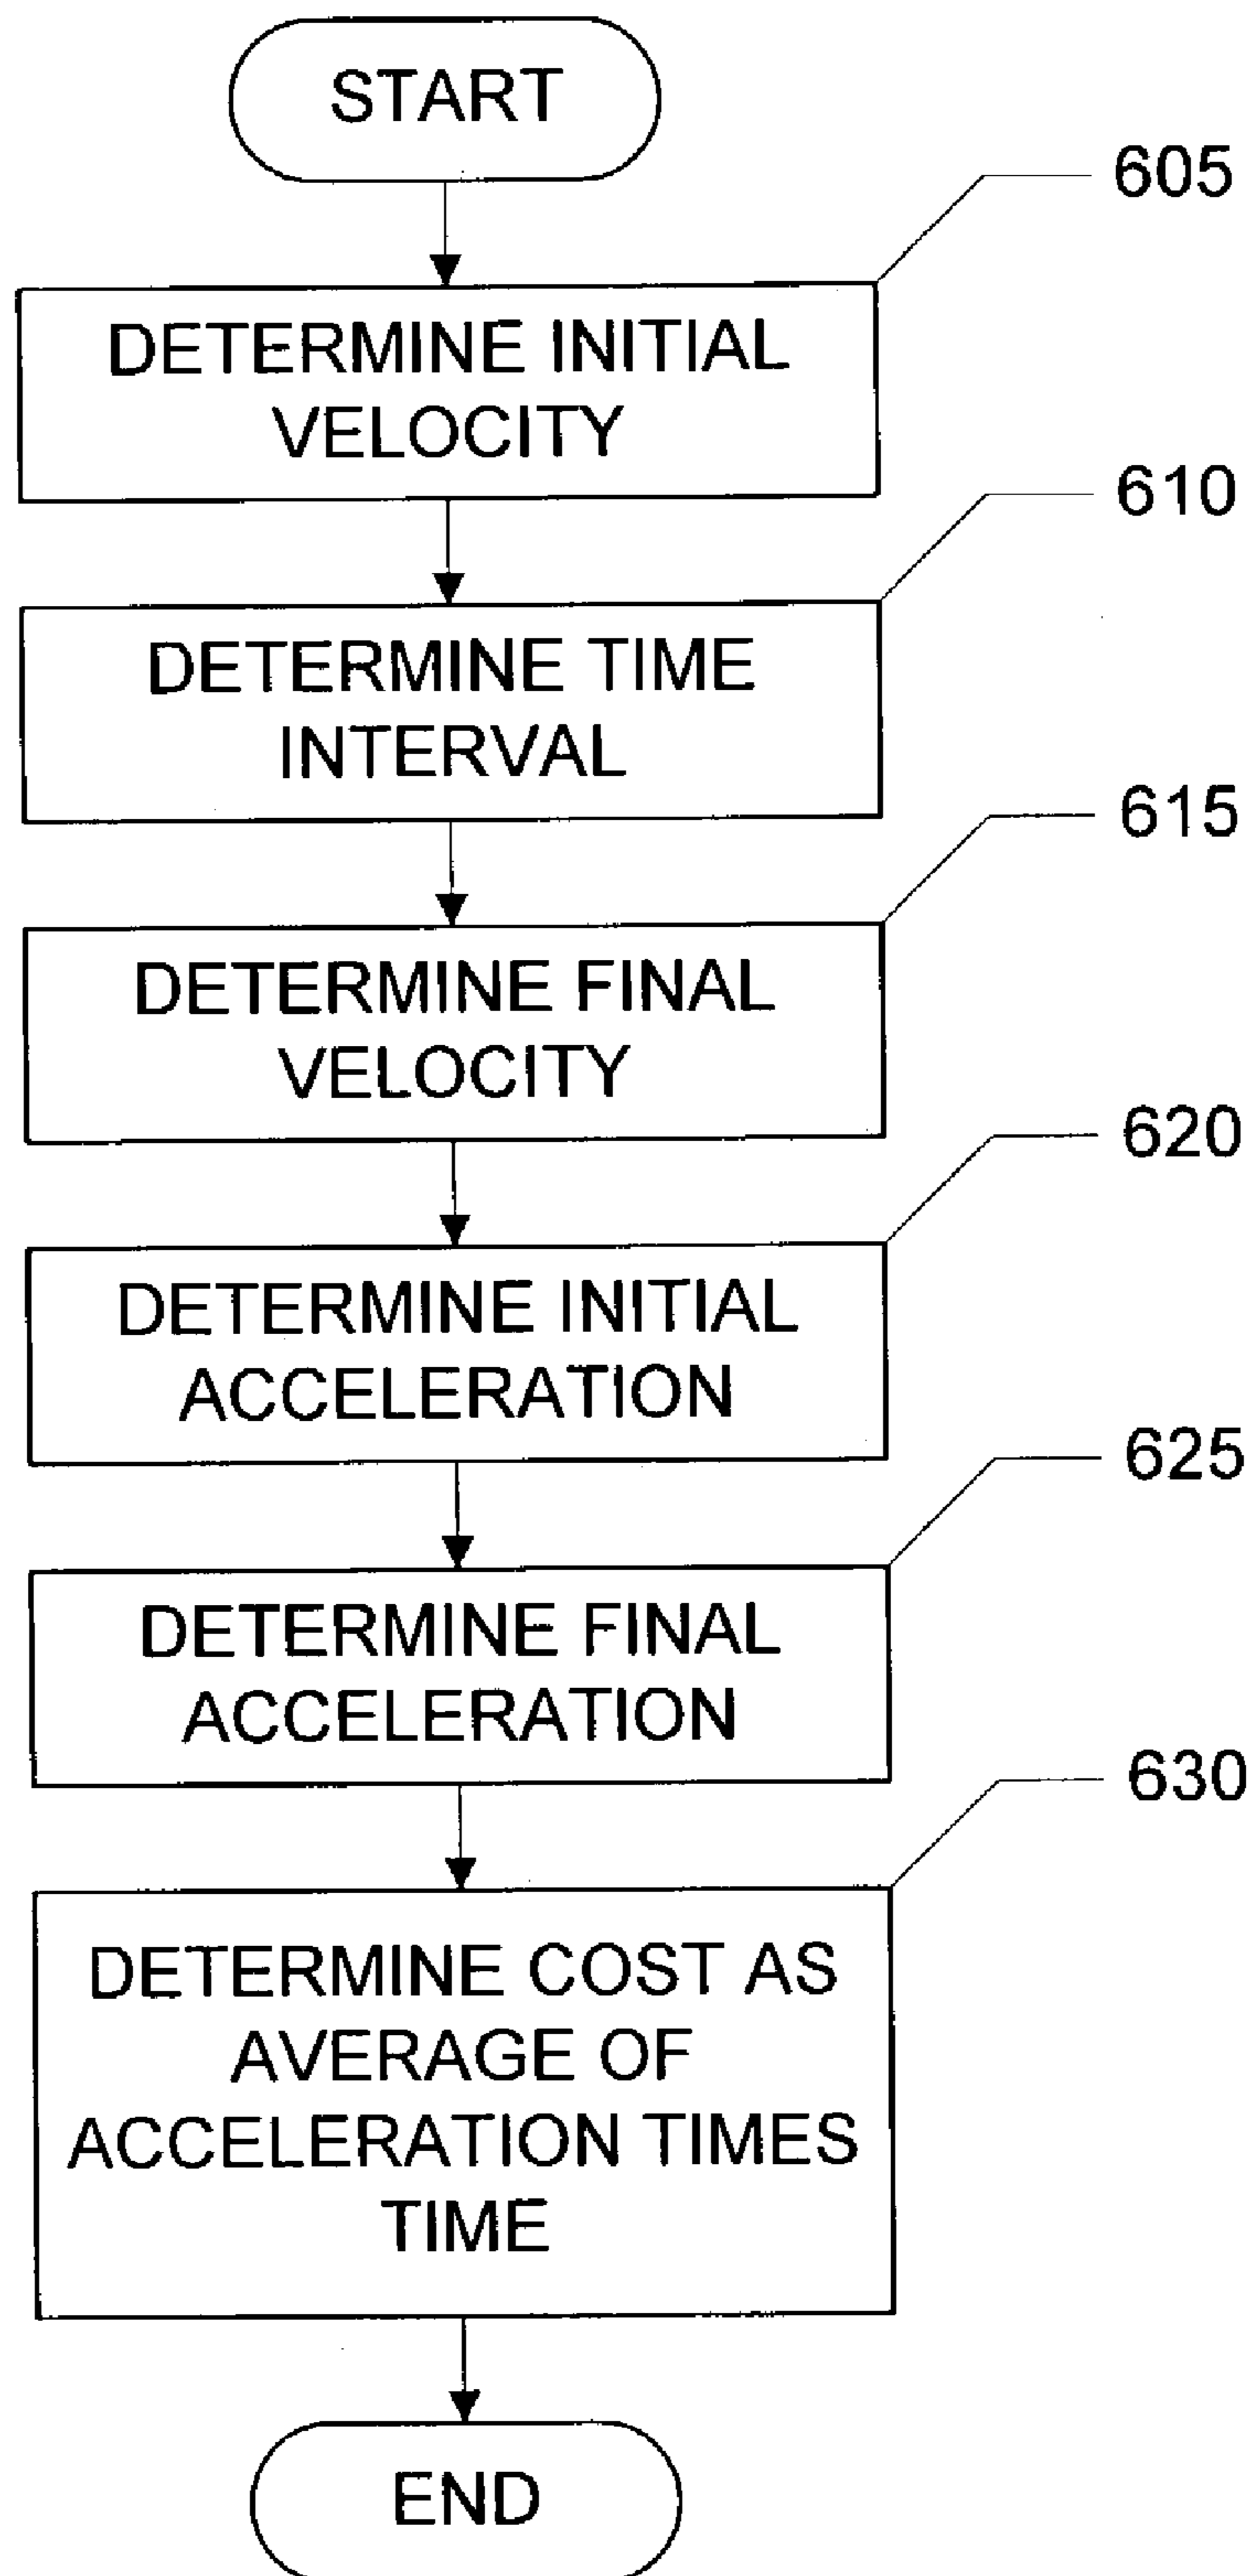 START
605
DETERMINE INITIAL
VELOCITY
610
DETERMINE TIME
INTERVAL
615
DETERMINE FINAL
VELOCITY
620
DETERMINE INITIAL
ACCELERATION
625
DETERMINE FINAL
ACCELERATION
630
DETERMINE COST AS
AVERAGE OF
ACCELERATION TIMES
TIME
END